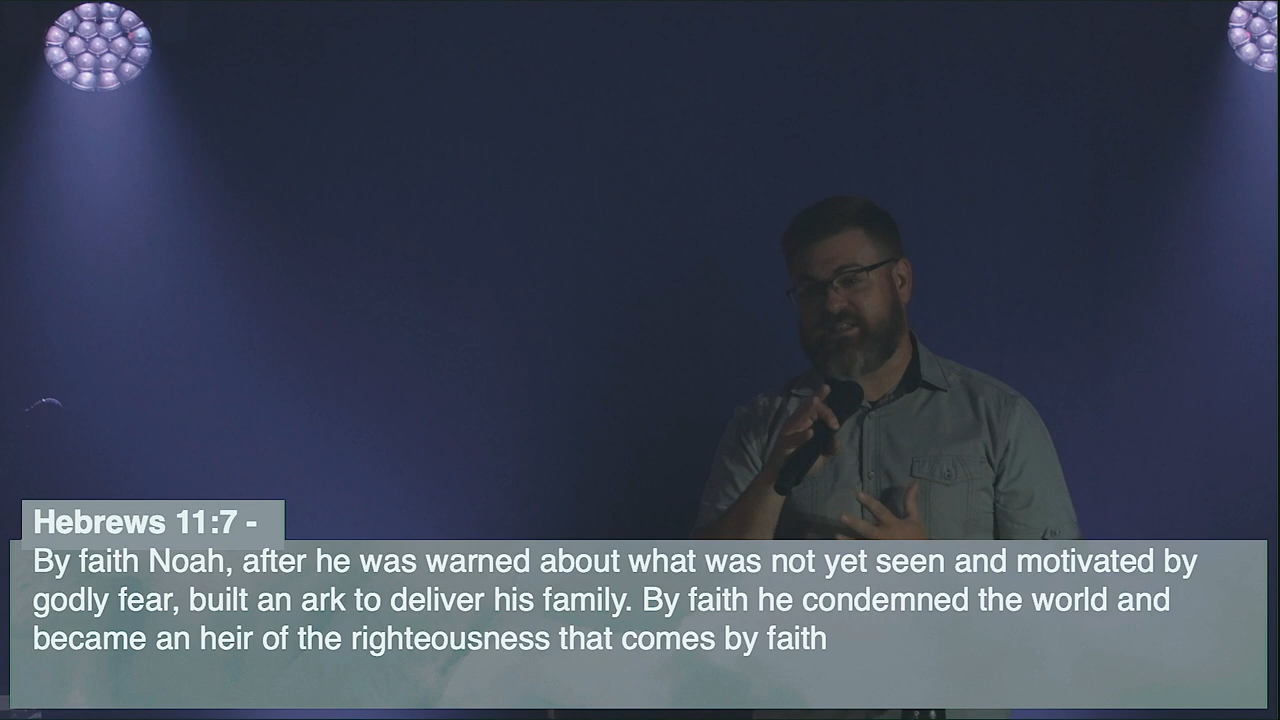 Hebrews 11:7 -
By faith Noah, after he was warned about what was not yet seen and motivated by
godly fear, built an ark to deliver his family. By faith he condemned the world and
became an heir of the righteousness that comes by faith